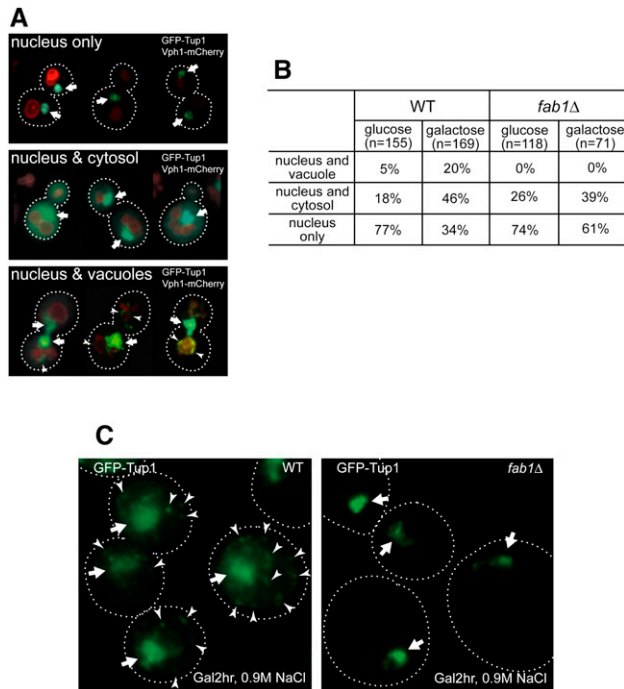 A
nucleus only
GFP-Tup1
Vph1-mCherry
nucleus & cytosol
GFP-Tup1
Vph1-mCherry
nucleus & vacuoles
GFP-Tup1
Vph1-mCherry
B
WT fab1Δ
glucose (n=155) galactose (n=169) glucose (n=118) galactose (n=71)
nucleus and vacuole 5% 20% 0% 0%
nucleus and cytosol 18% 46% 26% 39%
nucleus only 77% 34% 74% 61%
C
GFP-Tup1 WT
Gal2hr, 0.9M NaCl
GFP-Tup1 fab1Δ
Gal2hr, 0.9M NaCl